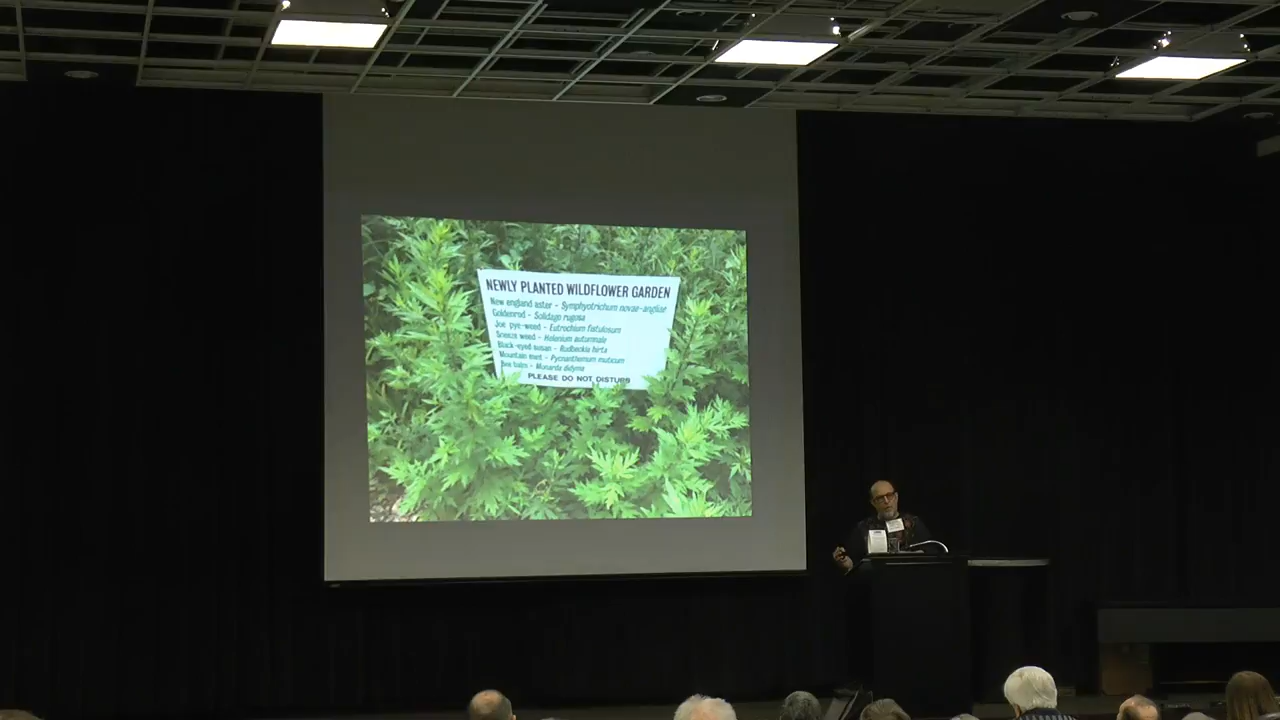 NEWLY PLANTED WILDFLOWER GARDEN
New england aster - Symphyotrichum novae-angliae
Goldenrod - Solidago rugosa
Joe pye-weed - Eutrochium fistulosum
Sneeze weed - Helenium autumnale
Black-eyed susan - Rudbeckia hirta
Mountain mint - Pycnanthemum muticum
Bee balm - Monarda didyma
PLEASE DO NOT DISTURB